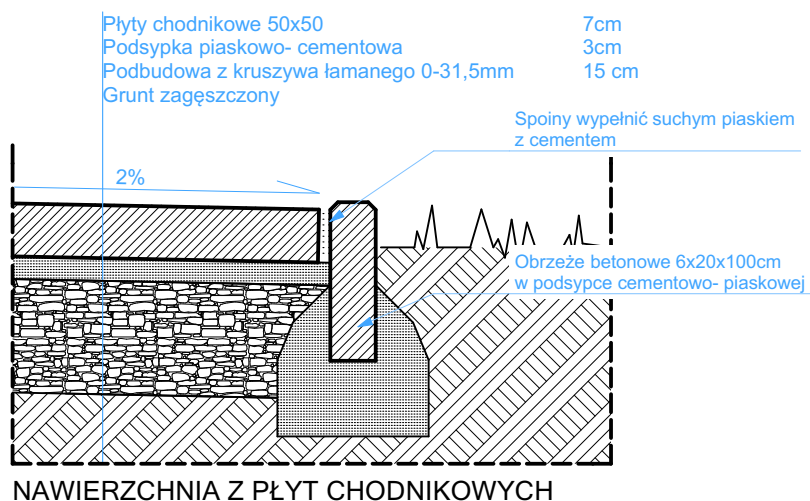 Płyty chodnikowe 50x50 7cm
Podsypka piaskowo- cementowa 3cm
Podbudowa z kruszywa łamanego 0-31,5mm 15 cm
Grunt zagęszczony
Spoiny wypełnić suchym piaskiem
z cementem
2%
Obrzeże betonowe 6x20x100cm
w podsypce cementowo- piaskowej
NAWIERZCHNIA Z PŁYT CHODNIKOWYCH